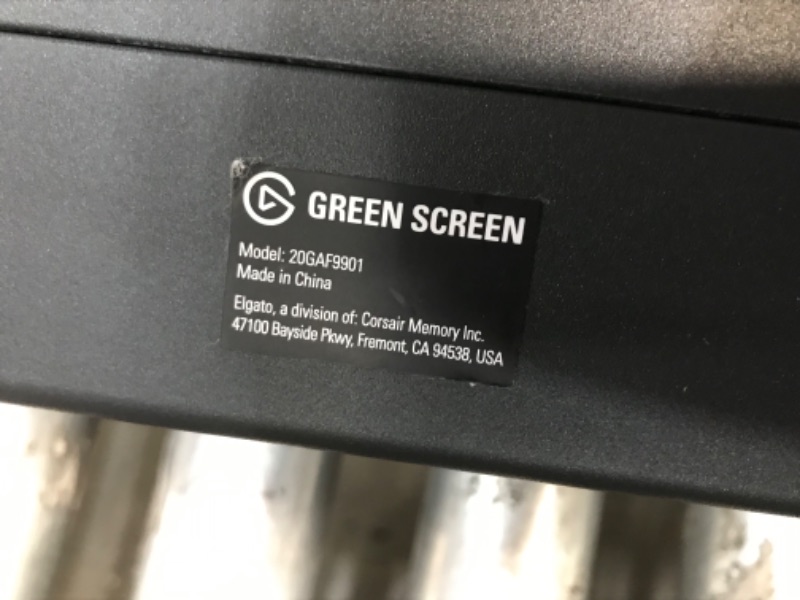 GREEN SCREEN
Model: 20GAF9901
Made in China
Elgato, a division of: Corsair Memory Inc.
47100 Bayside Pkwy, Fremont, CA 94538, USA